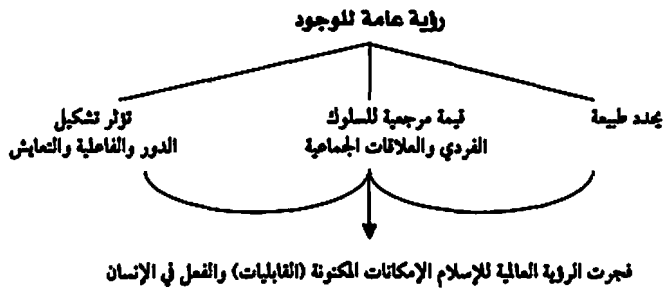 رؤية عامة للوجود
يحدد طبيعة
قيمة مرجعية للسلوك
الفردي والعلاقات الجماعية
تؤثر تشكيل
الدور والفاعلية والتعايش
فجرت الرؤية العالمية للإسلام الإمكانات المكنونة (القابليات) والفعل في الإنسان